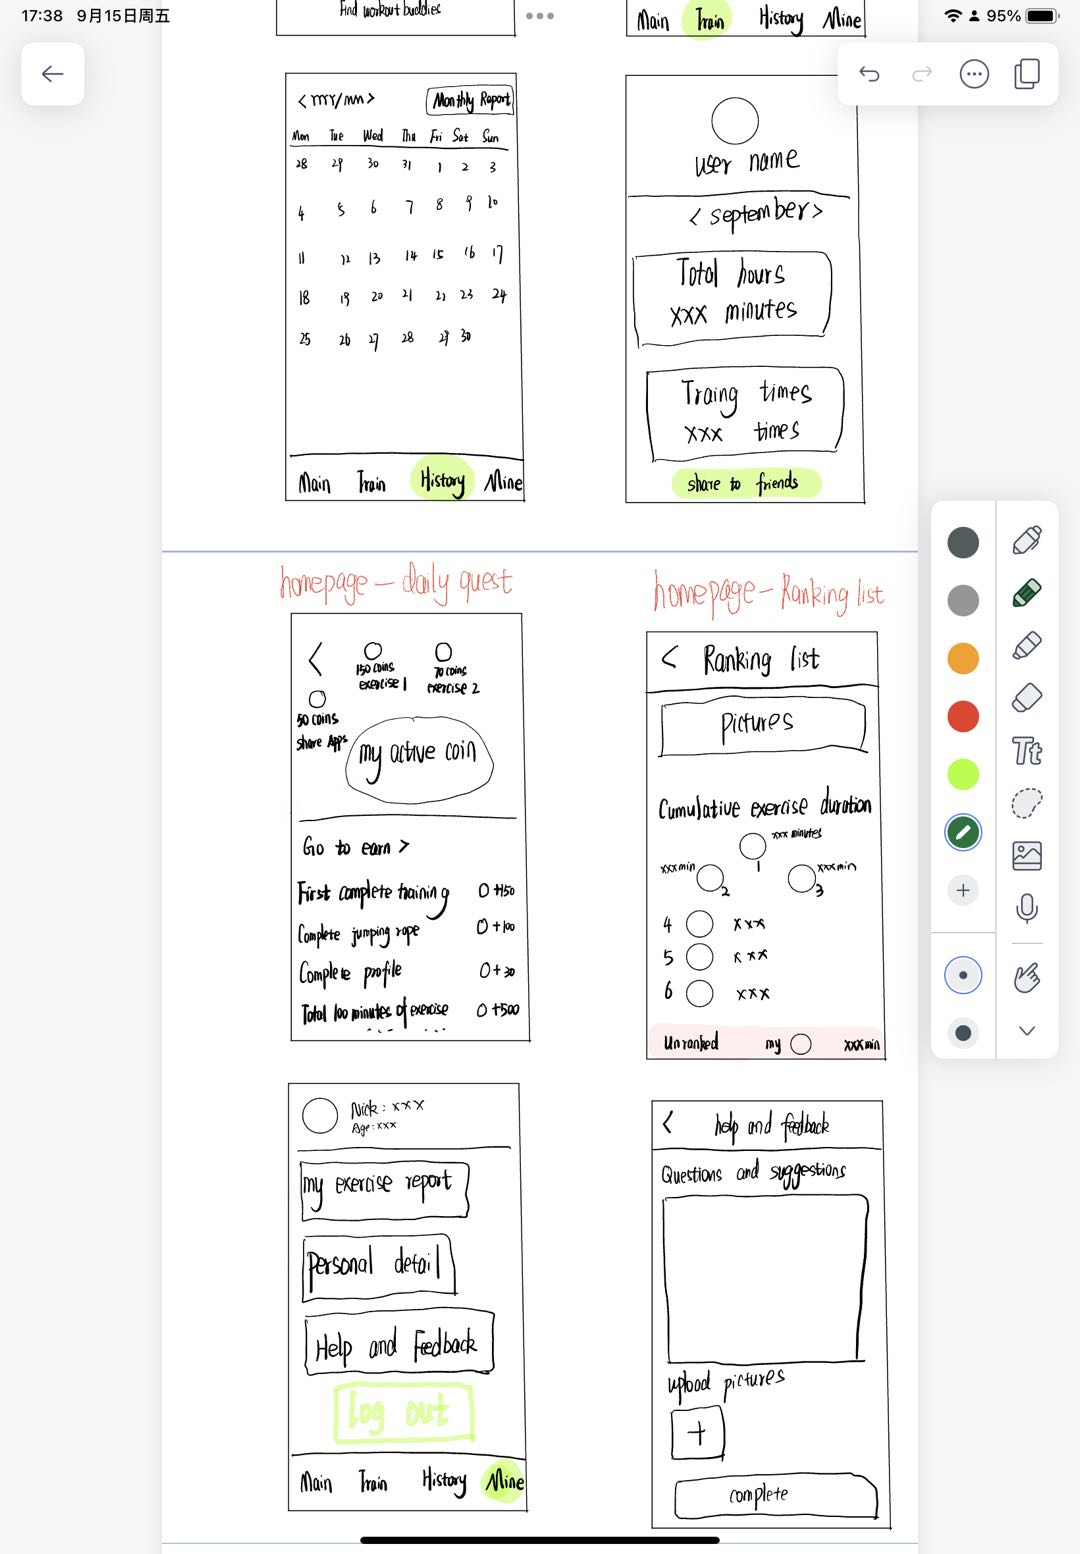 17:38 9月15日周五
95%
Find workout buddies
Main Train History Mine
< mm/nn >
Monthly Report
Mon Tue Wed Thu Fri Sat Sun
28 29 30 31 1 2 3
4 5 6 7 8 9 10
11 12 13 14 15 16 17
18 19 20 21 22 23 24
25 26 27 28 29 30
Main Train History Mine
user name
< september >
Total hours
xxx minutes
Traing times
xxx times
share to friends
homepage – daily quest
150 coins
exercise 1
70 coins
exercise 2
50 coins
share Apps
my active coin
Go to earn >
First complete training +150
Complete jumping rope +100
Complete profile +30
Total 100 minutes of exercise +500
homepage – Ranking list
< Ranking list
pictures
Cumulative exercise duration
xxx minutes
1
xxx min
2
xxx min
3
4 xxx
5 xxx
6 xxx
Unranked my xxx min
Nick: xxx
Age: xxx
my exercise report
personal detail
Help and Feedback
log out
Main Train History Mine
< help and feedback
Questions and suggestions
upload pictures
+
complete
Tt